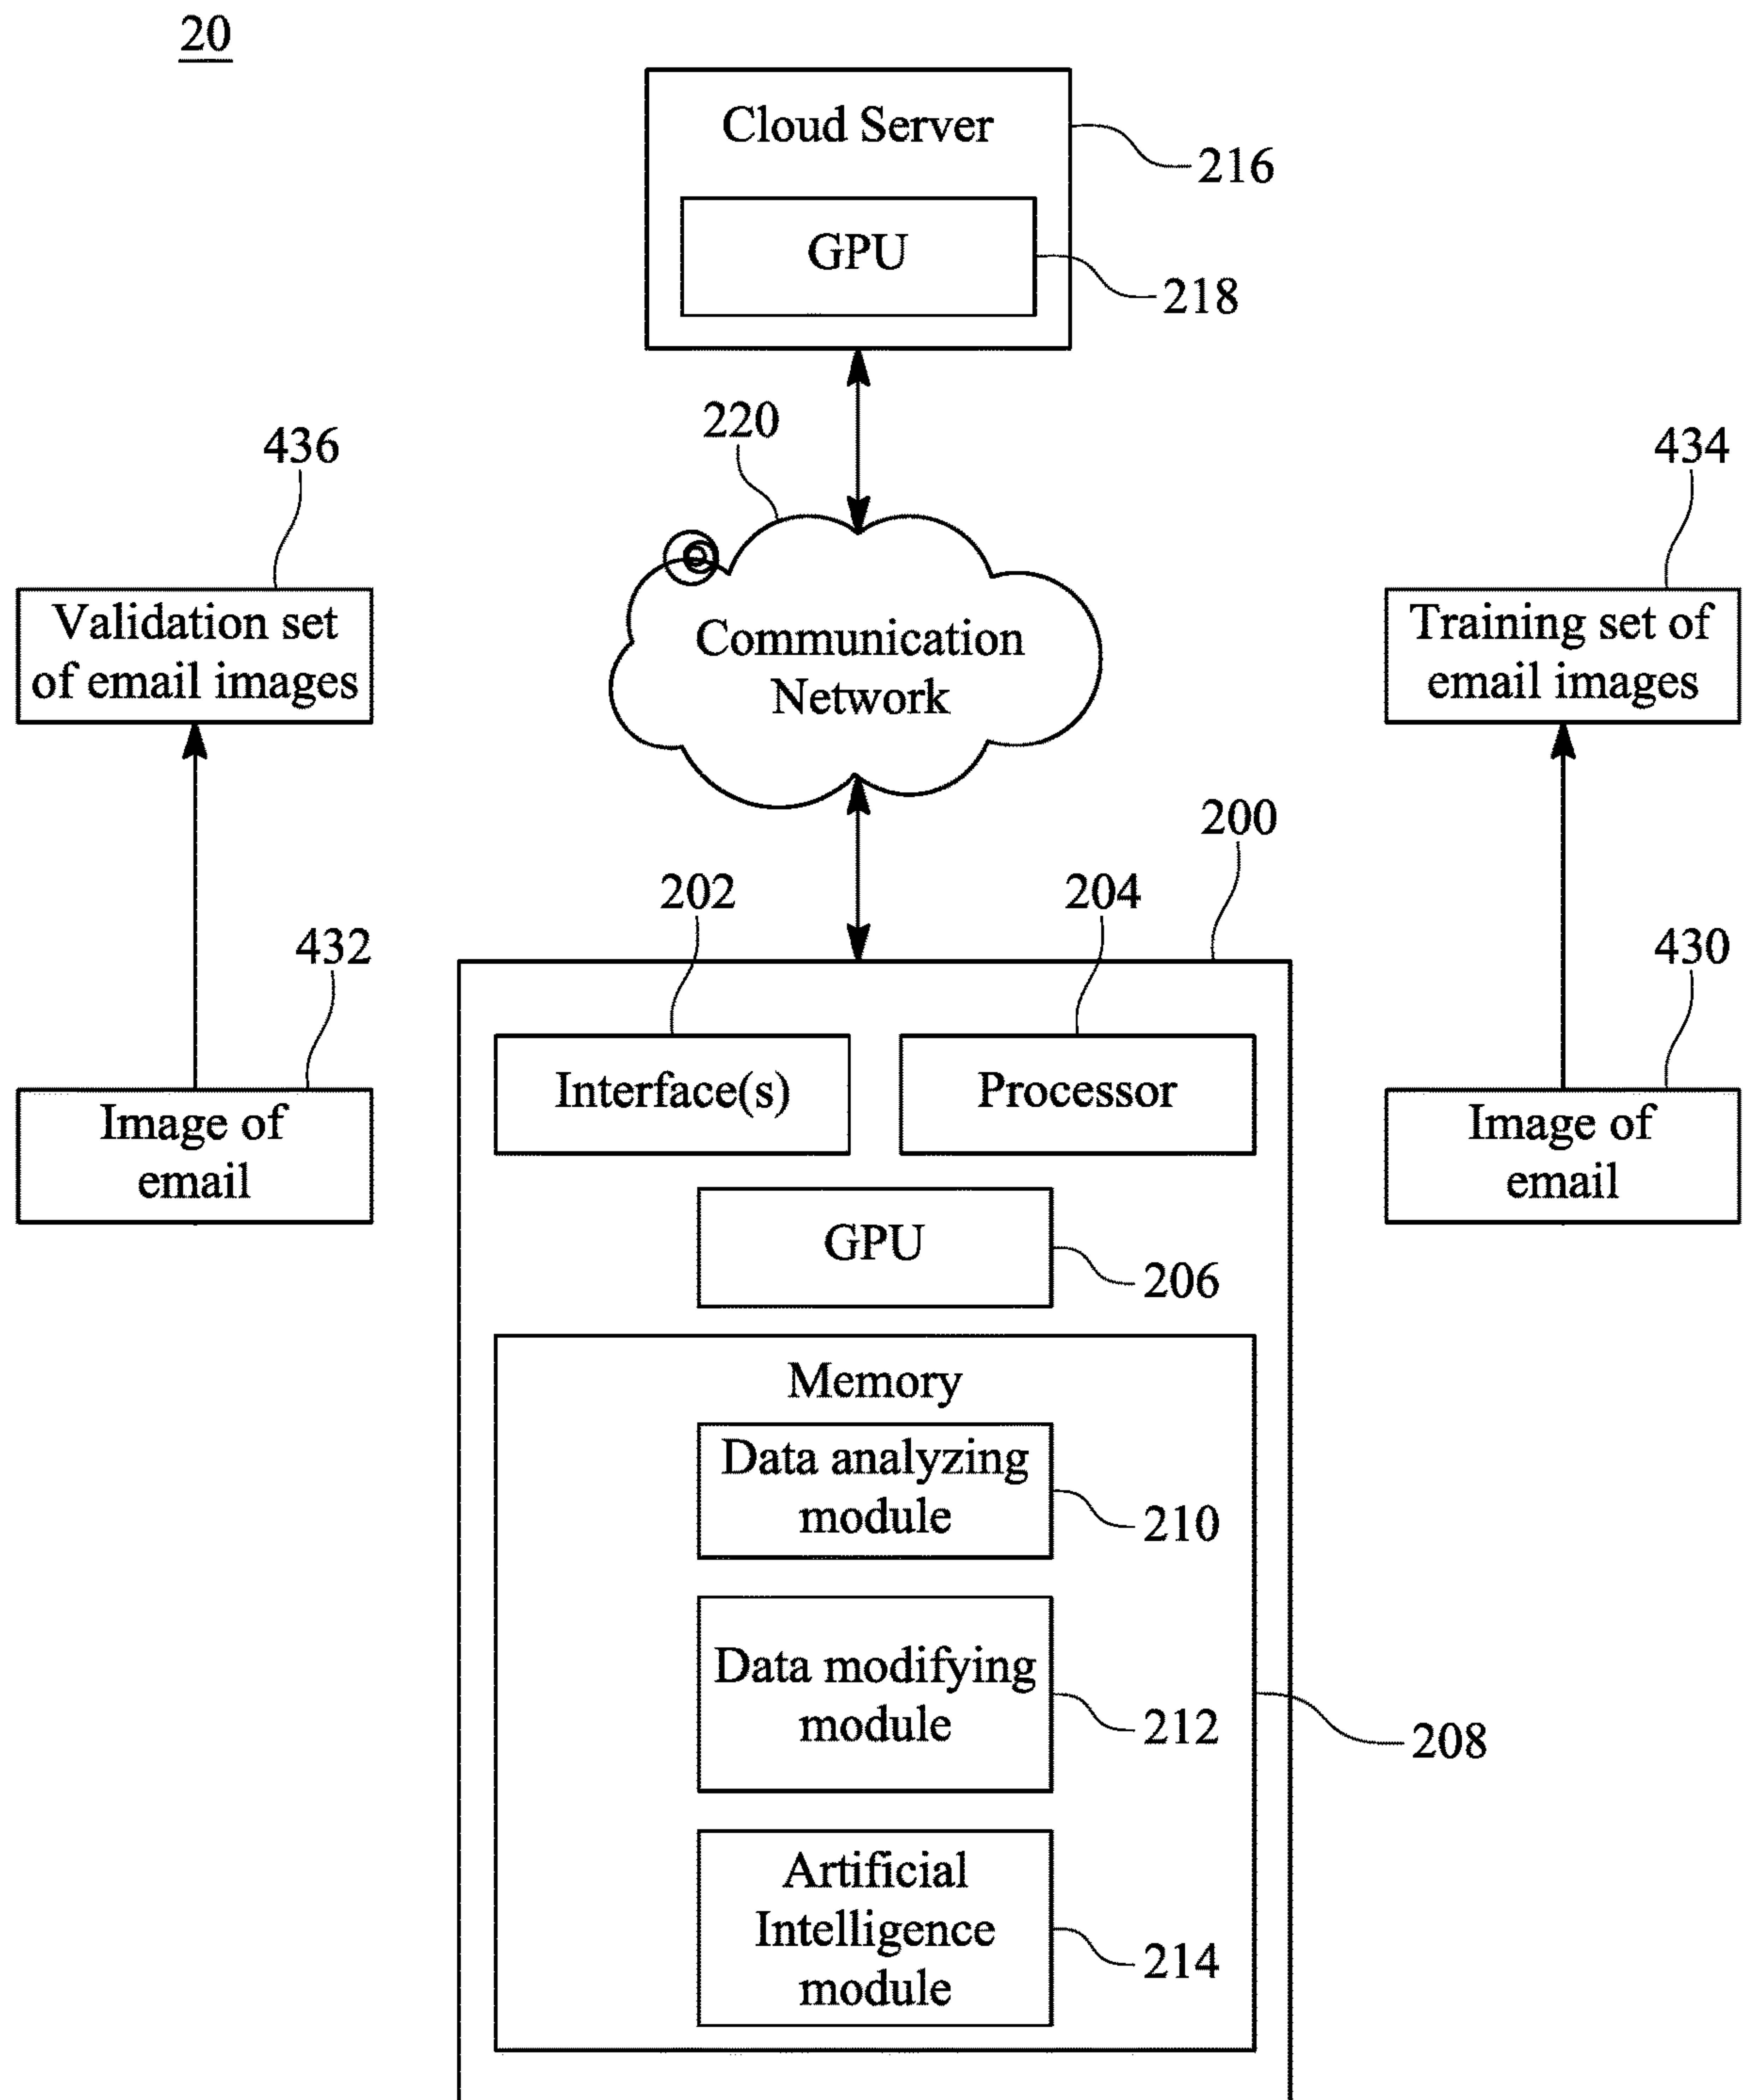 20
Cloud Server
216
GPU
218
220
436
434
Validation set
of email images
Communication
Network
Training set of
email images
200
202
204
432
430
Interface(s)
Processor
Image of
email
Image of
email
GPU
206
Memory
Data analyzing
module
210
Data modifying
module
212
208
Artificial
Intelligence
module
214